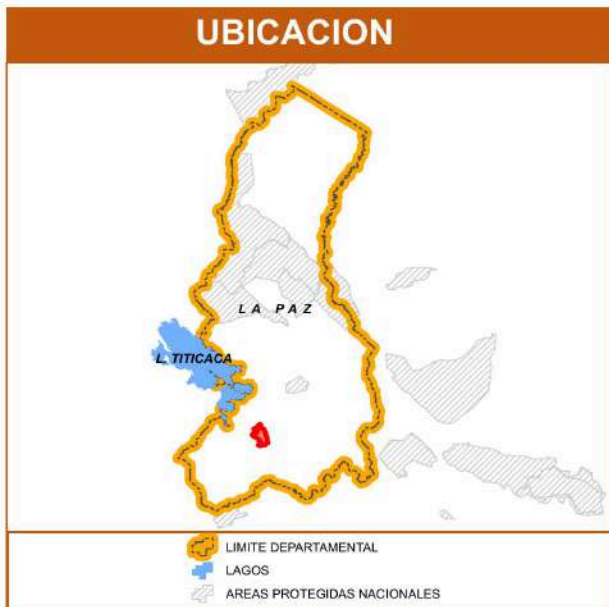 UBICACION
LA PAZ
L. TITICACA
LIMITE DEPARTAMENTAL
LAGOS
AREAS PROTEGIDAS NACIONALES